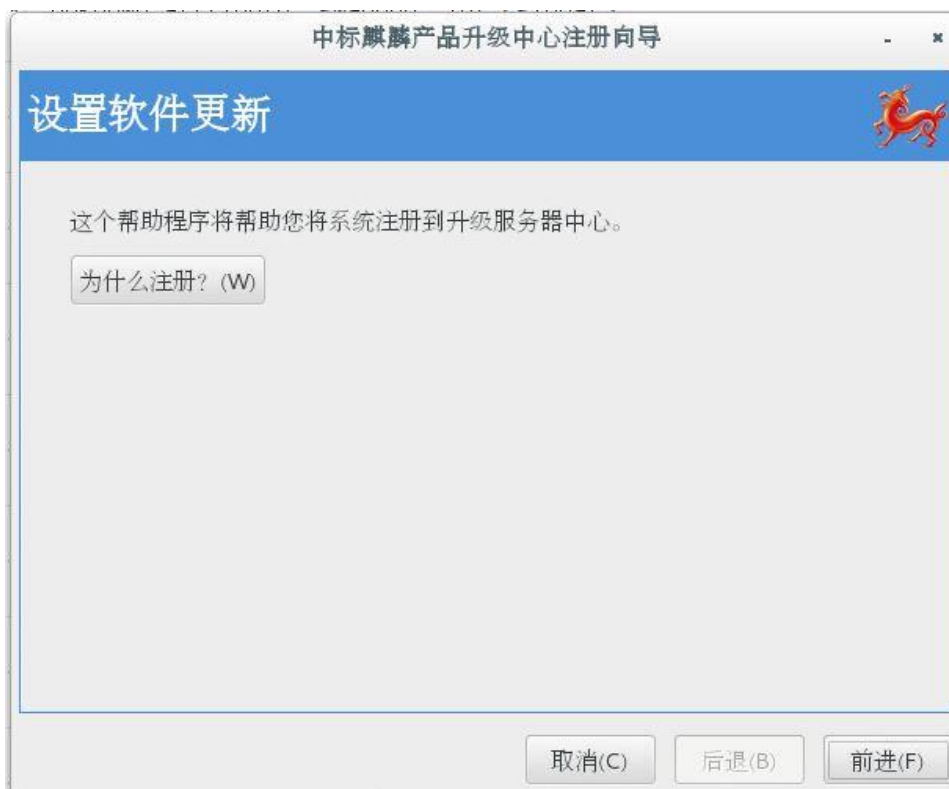 中标麒麟产品升级中心注册向导
设置软件更新
这个帮助程序将帮助您将系统注册到升级服务器中心。
为什么注册？(W)
取消(C) 后退(B) 前进(F)